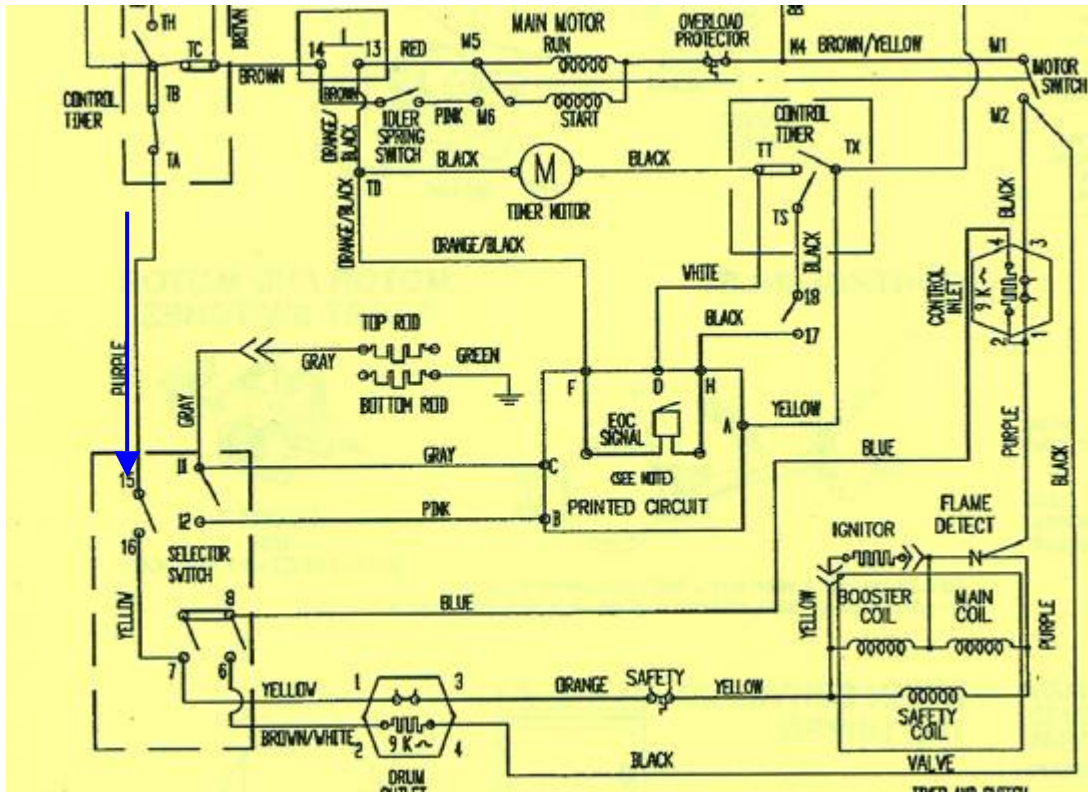 TH
TC
BROWN
14
13
RED
M5
MAIN MOTOR
RUN
OVERLOAD
PROTECTOR
M4
BROWN/YELLOW
M1
MOTOR
SWITCH
BROWN
CONTROL
TIMER
TB
TA
BROWN
IDLER
SPRING
SWITCH
PINK
M6
START
M2
ORANGE/
BLACK
BLACK
TD
M
BLACK
TIMER MOTOR
CONTROL
TIMER
TT
TX
TS
BLACK
BLACK
ORANGE/BLACK
ORANGE/BLACK
WHITE
18
17
BLACK
4
3
9 K~
2
1
CONTROL
INLET
TOP ROD
GRAY
GREEN
BOTTOM ROD
PURPLE
GRAY
F
D
H
A
YELLOW
EOC
SIGNAL
(SEE NOTE)
C
B
PRINTED CIRCUIT
BLUE
PURPLE
BLACK
15
11
GRAY
12
PINK
16
SELECTOR
SWITCH
FLAME
DETECT
IGNITOR
N
YELLOW
8
BLUE
YELLOW
BOOSTER
COIL
MAIN
COIL
PURPLE
7
6
YELLOW
1
3
ORANGE
SAFETY
YELLOW
SAFETY
COIL
BROWN/WHITE
2
9 K~
4
BLACK
VALVE
DRUM
OUTLET
TIMER AND SWITCH